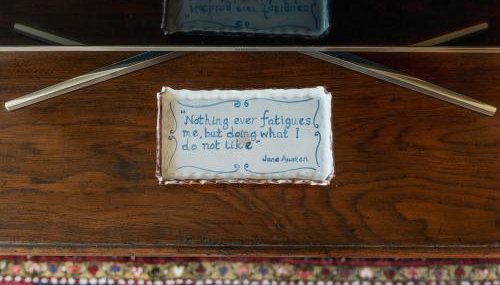 "Nothing ever fatigues
me, but doing what I
do not like"
Jane Austen